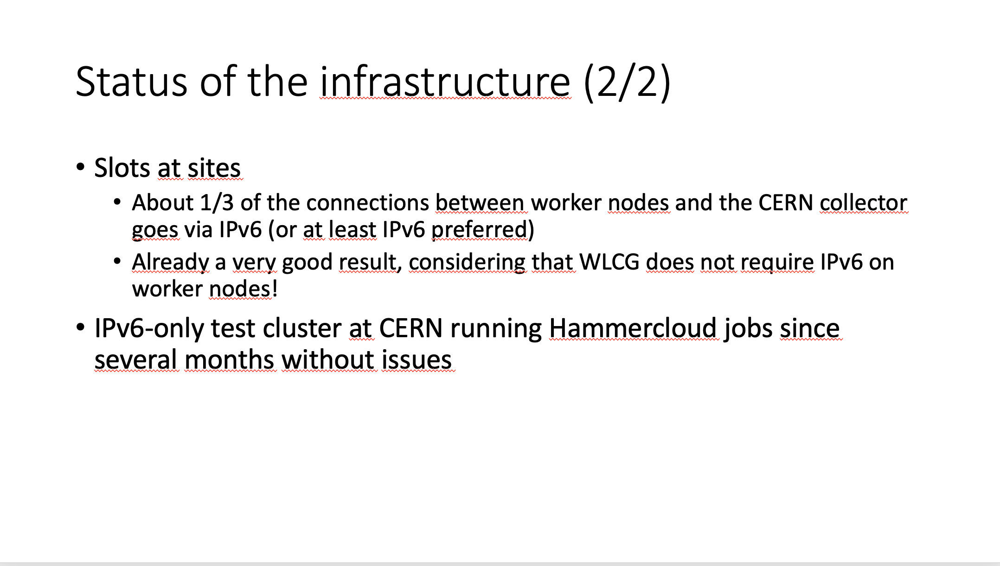 Status of the infrastructure (2/2)
• Slots at sites
• About 1/3 of the connections between worker nodes and the CERN collector
goes via IPv6 (or at least IPv6 preferred)
• Already a very good result, considering that WLCG does not require IPv6 on
worker nodes!
• IPv6-only test cluster at CERN running Hammercloud jobs since
several months without issues